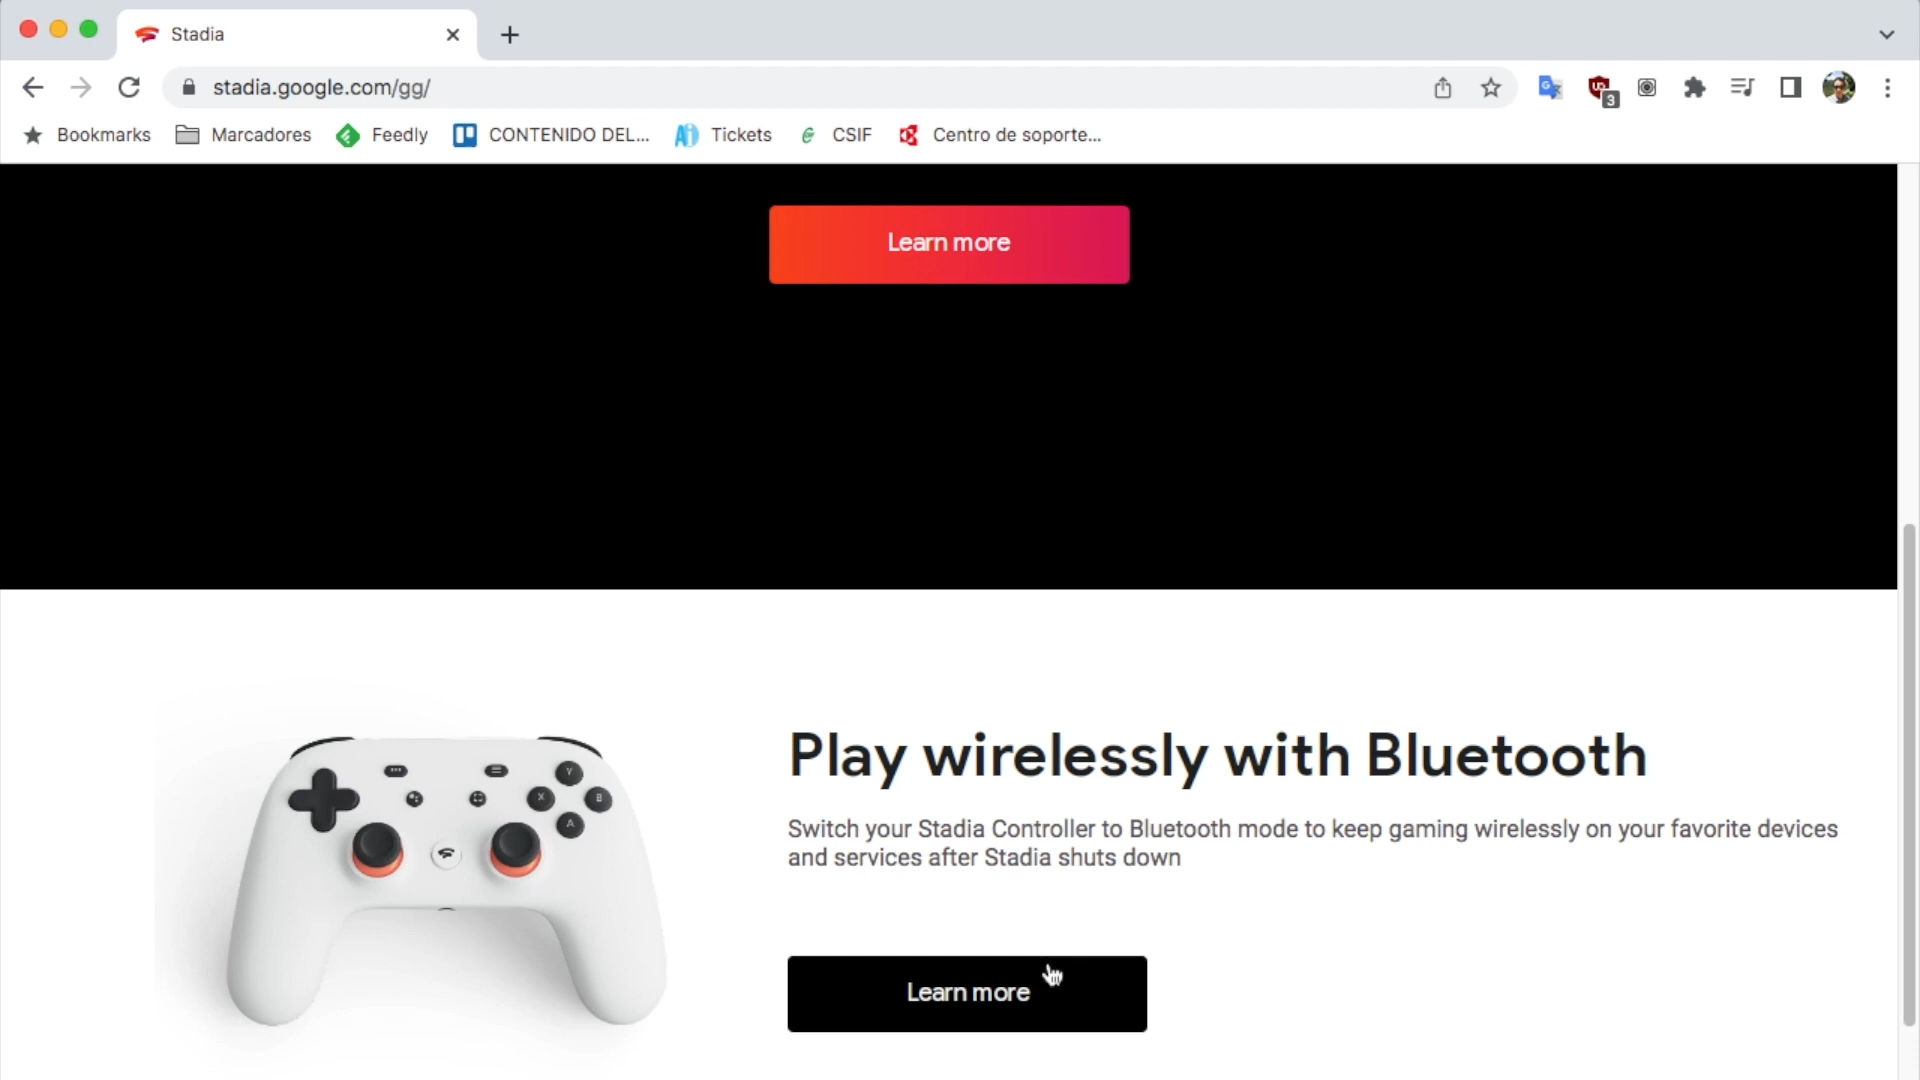 Stadia
stadia.google.com/gg/
3
Bookmarks Marcadores Feedly CONTENIDO DEL... Tickets CSIF Centro de soporte...
Learn more
Play wirelessly with Bluetooth
Switch your Stadia Controller to Bluetooth mode to keep gaming wirelessly on your favorite devices
and services after Stadia shuts down
Y
X B
A
Learn more